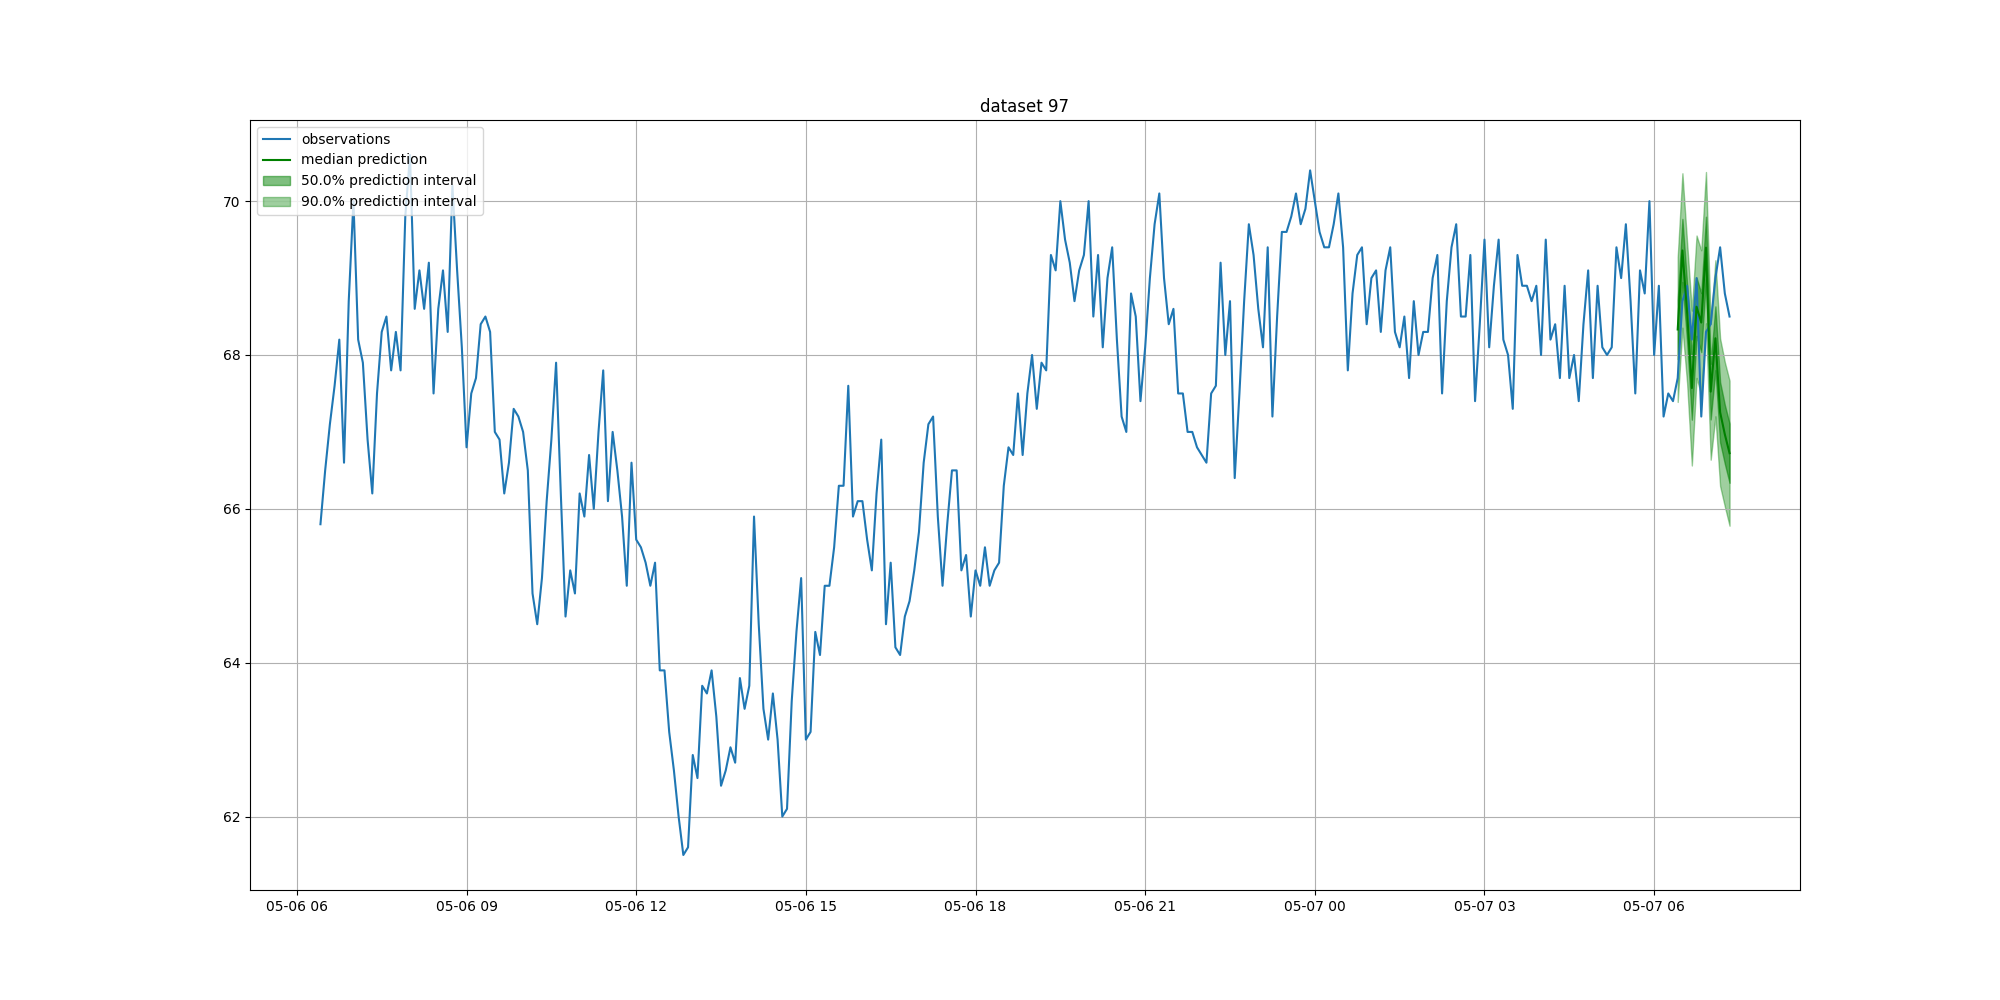 dataset 97
observations
median prediction
50.0% prediction interval
90.0% prediction interval
70
68
66
64
62
05-06 06 05-06 09 05-06 12 05-06 15 05-06 18 05-06 21 05-07 00 05-07 03 05-07 06